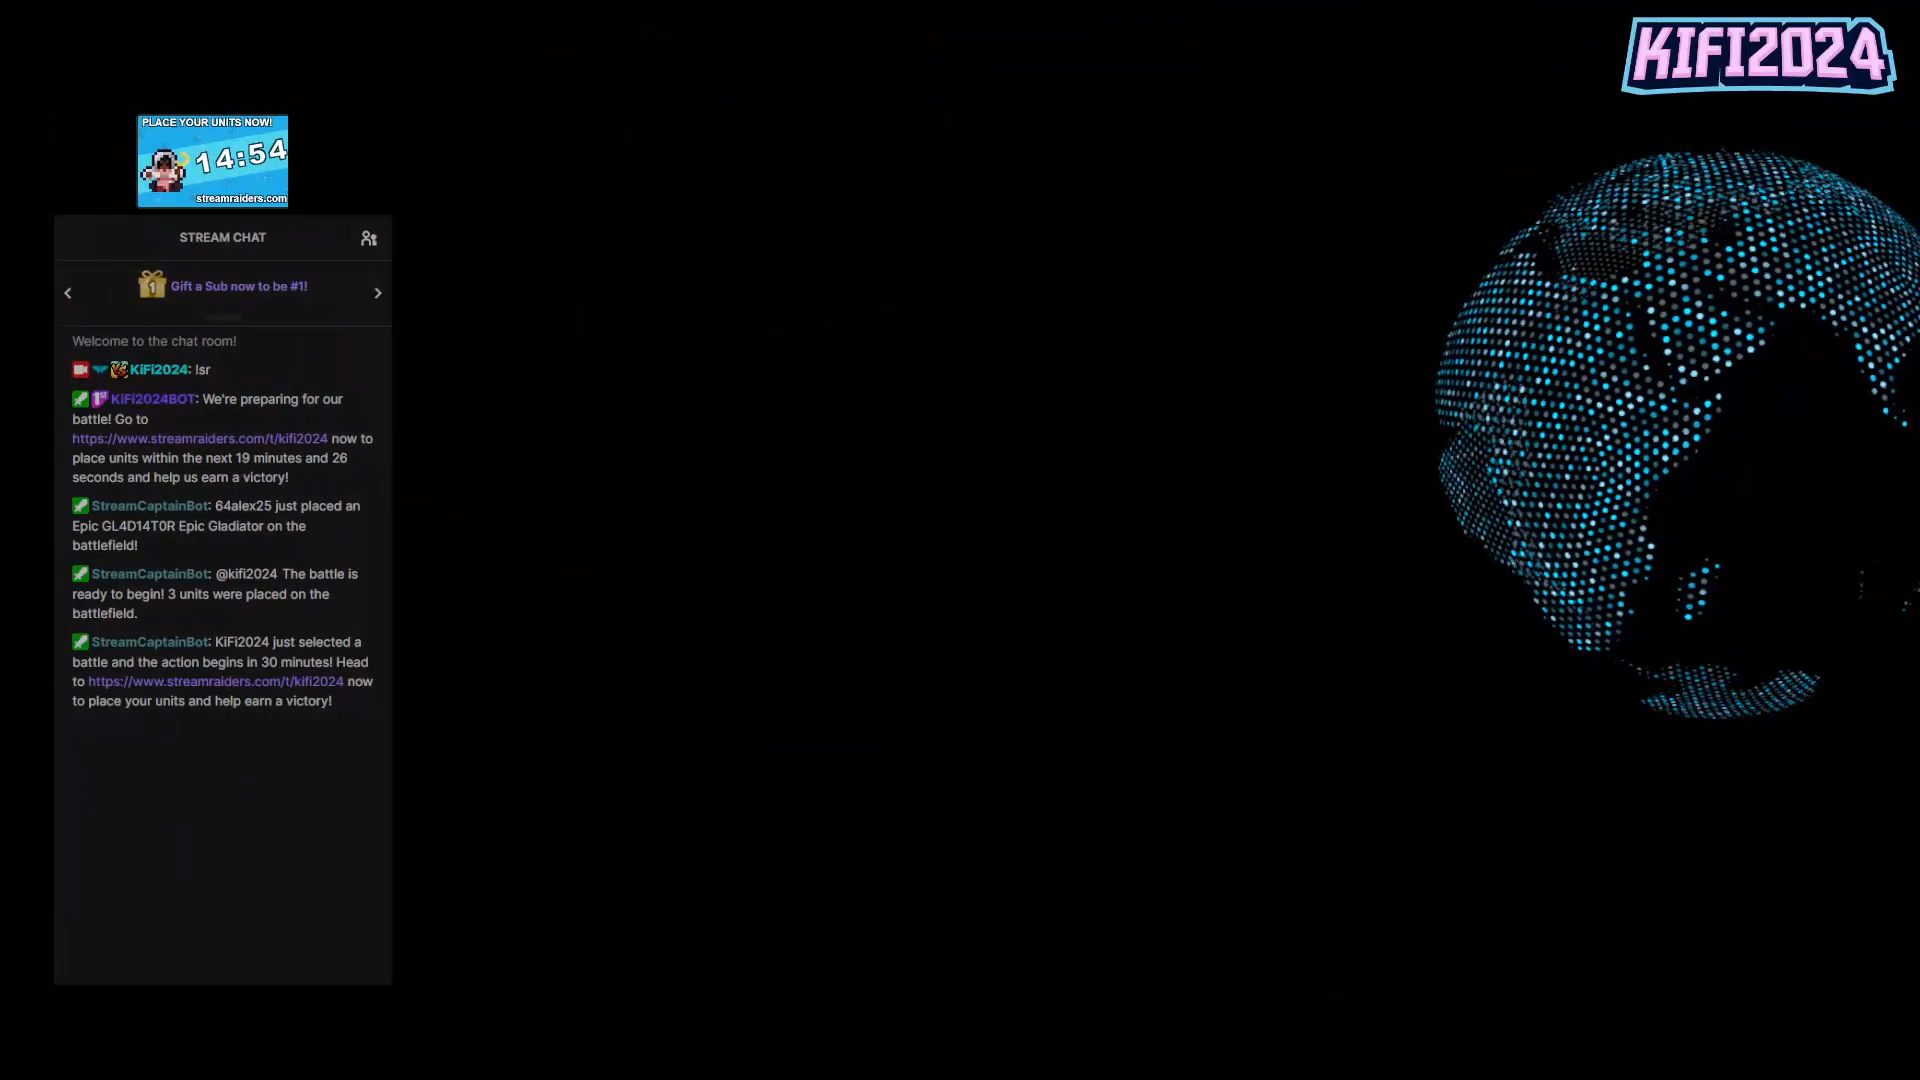 KIFI2024
PLACE YOUR UNITS NOW!
14:54
streamraiders.com
STREAM CHAT
1 Gift a Sub now to be #1!
Welcome to the chat room!
KiFi2024: !sr
1ST KiFi2024BOT: We're preparing for our
battle! Go to
https://www.streamraiders.com/t/kifi2024 now to
place units within the next 19 minutes and 26
seconds and help us earn a victory!
StreamCaptainBot: 64alex25 just placed an
Epic GL4D14T0R Epic Gladiator on the
battlefield!
StreamCaptainBot: @kifi2024 The battle is
ready to begin! 3 units were placed on the
battlefield.
StreamCaptainBot: KiFi2024 just selected a
battle and the action begins in 30 minutes! Head
to https://www.streamraiders.com/t/kifi2024 now
to place your units and help earn a victory!